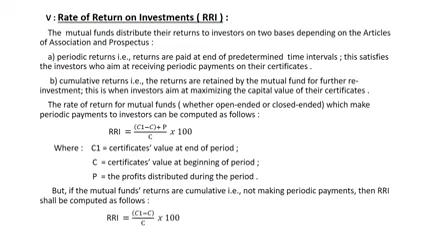 V : Rate of Return on Investments ( RRI ) :
The mutual funds distribute their returns to investors on two bases depending on the Articles
of Association and Prospectus :
a) periodic returns i.e., returns are paid at end of predetermined time intervals ; this satisfies
the investors who aim at receiving periodic payments on their certificates .
b) cumulative returns i.e., the returns are retained by the mutual fund for further re-
investment; this is when investors aim at maximizing the capital value of their certificates .
The rate of return for mutual funds ( whether open-ended or closed-ended) which make
periodic payments to investors can be computed as follows :
RRI = \frac{(C1−C)+ P}{C} x 100
Where : C1 = certificates' value at end of period ;
C = certificates' value at beginning of period ;
P = the profits distributed during the period .
But, if the mutual funds' returns are cumulative i.e., not making periodic payments, then RRI
shall be computed as follows :
RRI = \frac{(C1−C)}{C} x 100